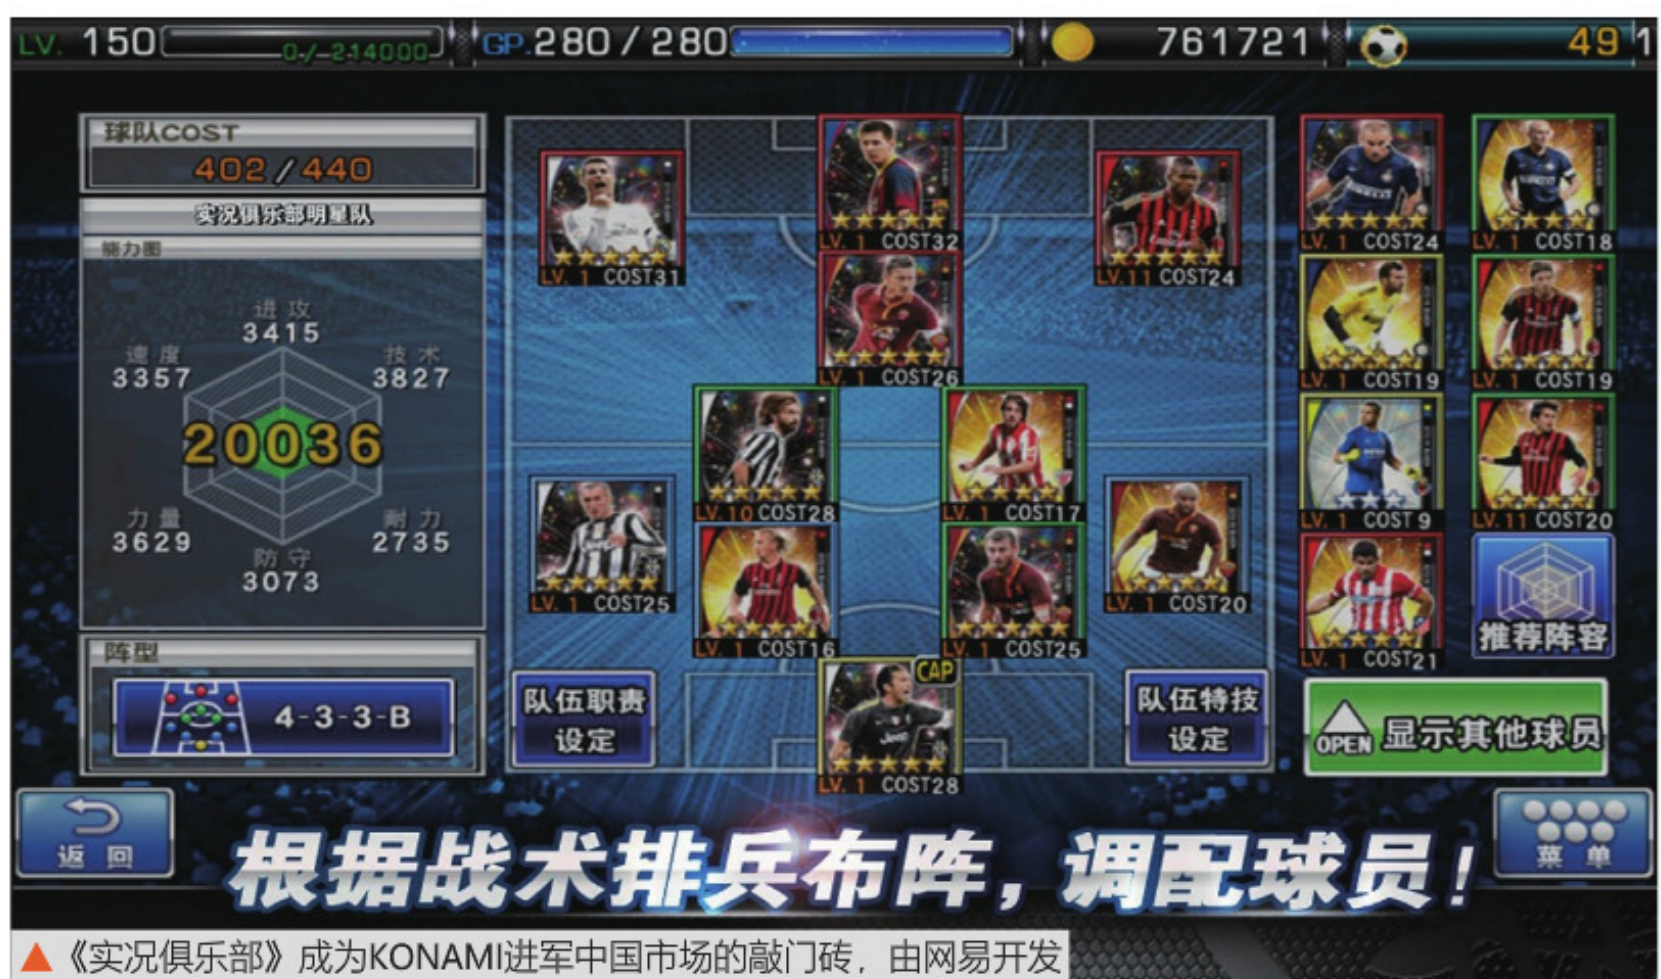 LV. 150 0/-214000 GP.280/280 761721 49 1
球队COST
402/440
实况俱乐部明星队
能力图
进攻
3415
速度
3357
技术
3827
20036
力量
3629
耐力
2735
防守
3073
阵型
4-3-3-B
LV. 1 COST31
LV. 1 COST32
LV.11 COST24
LV. 1 COST26
LV.10 COST28
LV. 1 COST17
LV. 1 COST25
LV. 1 COST16
LV. 1 COST25
LV. 1 COST20
CAP
LV. 1 COST28
队伍职责
设定
队伍特技
设定
LV. 1 COST24
LV. 1 COST18
LV. 1 COST19
LV. 1 COST19
LV. 1 COST 9
LV.11 COST20
LV. 1 COST21
推荐阵容
OPEN 显示其他球员
返回
菜单
根据战术排兵布阵，调配球员！
▲《实况俱乐部》成为KONAMI进军中国市场的敲门砖，由网易开发